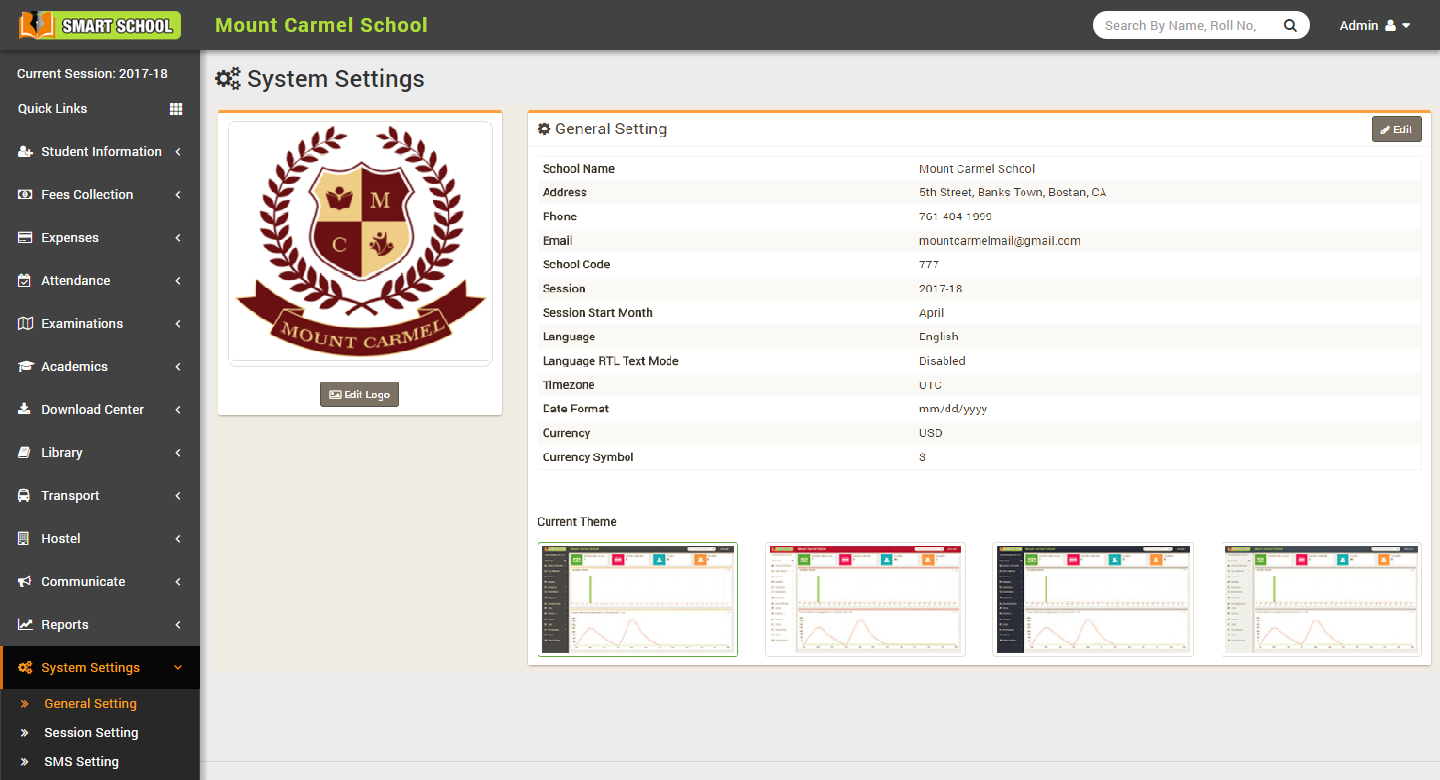 SMART SCHOOL
Mount Carmel School
Search By Name, Roll No,
Admin
Current Session: 2017-18
Quick Links
Student Information
Fees Collection
Expenses
Attendance
Examinations
Academics
Download Center
Library
Transport
Hostel
Communicate
Reports
System Settings
General Setting
Session Setting
SMS Setting
System Settings
M
C
MOUNT CARMEL
Edit Logo
General Setting
Edit
School Name Mount Carmel School
Address 5th Street, Banks Town, Bostan, CA
Phone 761 404 1999
Email mountcarmelmail@gmail.com
School Code 777
Session 2017-18
Session Start Month April
Language English
Language RTL Text Mode Disabled
Timezone UTC
Date Format mm/dd/yyyy
Currency USD
Currency Symbol $
Current Theme